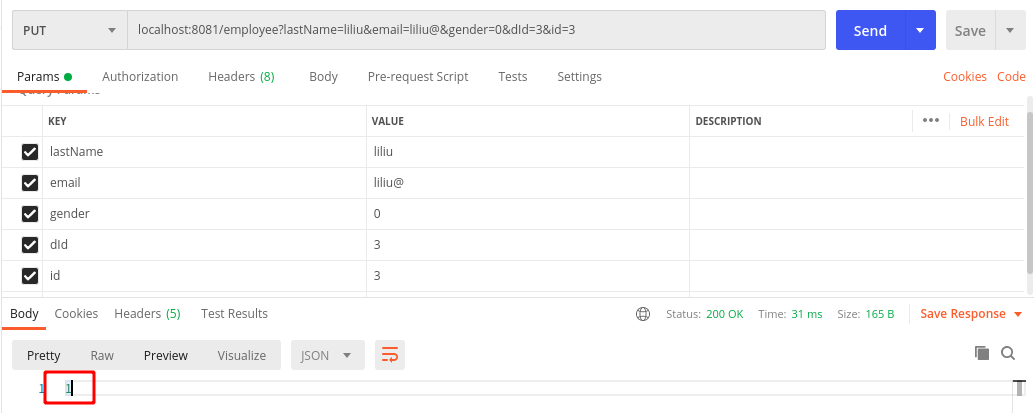 PUT localhost:8081/employee?lastName=liliu&email=liliu@&gender=0&dId=3&id=3 Send Save
Params Authorization Headers (8) Body Pre-request Script Tests Settings Cookies Code
Query Params
KEY VALUE DESCRIPTION ••• Bulk Edit
lastName liliu
email liliu@
gender 0
dId 3
id 3
Body Cookies Headers (5) Test Results Status: 200 OK Time: 31 ms Size: 165 B Save Response
Pretty Raw Preview Visualize JSON
1 1